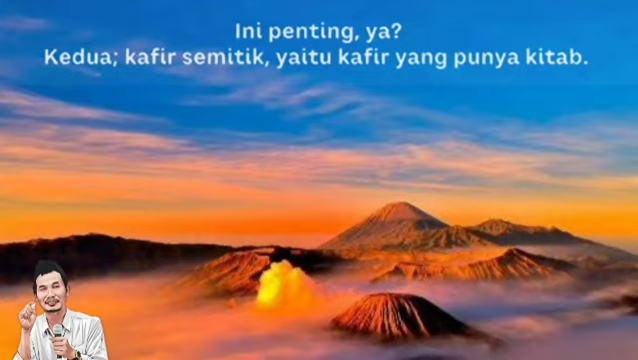 Ini penting, ya?
Kedua; kafir semitik, yaitu kafir yang punya kitab.